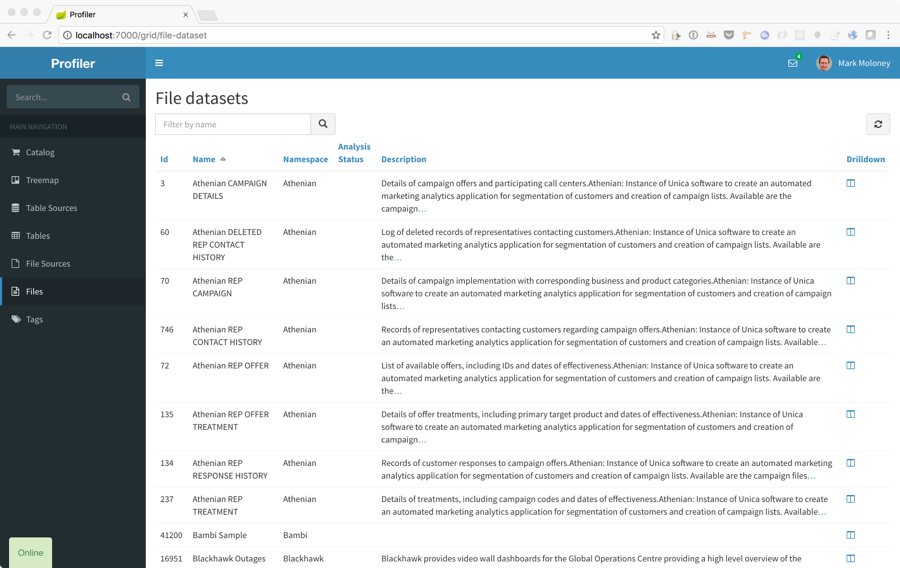 Profiler
localhost:7000/grid/file-dataset
Profiler
4
Mark Moloney
Search...
MAIN NAVIGATION
Catalog
Treemap
Table Sources
Tables
File Sources
Files
Tags
Online
File datasets
Filter by name
Id Name Namespace Analysis Status Description Drilldown
3 Athenian CAMPAIGN Athenian Details of campaign offers and participating call centers.Athenian: Instance of Unica software to create an automated
DETAILS marketing analytics application for segmentation of customers and creation of campaign lists. Available are the
campaign…
60 Athenian DELETED Athenian Log of deleted records of representatives contacting customers.Athenian: Instance of Unica software to create an
REP CONTACT automated marketing analytics application for segmentation of customers and creation of campaign lists. Available are
HISTORY the…
70 Athenian REP Athenian Details of campaign implementation with corresponding business and product categories.Athenian: Instance of Unica
CAMPAIGN software to create an automated marketing analytics application for segmentation of customers and creation of campaign
lists…
746 Athenian REP Athenian Records of representatives contacting customers regarding campaign offers.Athenian: Instance of Unica software to create
CONTACT HISTORY an automated marketing analytics application for segmentation of customers and creation of campaign lists. Available…
72 Athenian REP OFFER Athenian List of available offers, including IDs and dates of effectiveness.Athenian: Instance of Unica software to create an
automated marketing analytics application for segmentation of customers and creation of campaign lists. Available are
the…
135 Athenian REP OFFER Athenian Details of offer treatments, including primary target product and dates of effectiveness.Athenian: Instance of Unica
TREATMENT software to create an automated marketing analytics application for segmentation of customers and creation of
campaign…
134 Athenian REP Athenian Records of customer responses to campaign offers.Athenian: Instance of Unica software to create an automated marketing
RESPONSE HISTORY analytics application for segmentation of customers and creation of campaign lists. Available are the campaign files…
237 Athenian REP Athenian Details of treatments, including campaign codes and dates of effectiveness.Athenian: Instance of Unica software to create
TREATMENT an automated marketing analytics application for segmentation of customers and creation of campaign lists. Available…
41200 Bambi Sample Bambi
16951 Blackhawk Outages Blackhawk Blackhawk provides video wall dashboards for the Global Operations Centre providing a high level overview of the